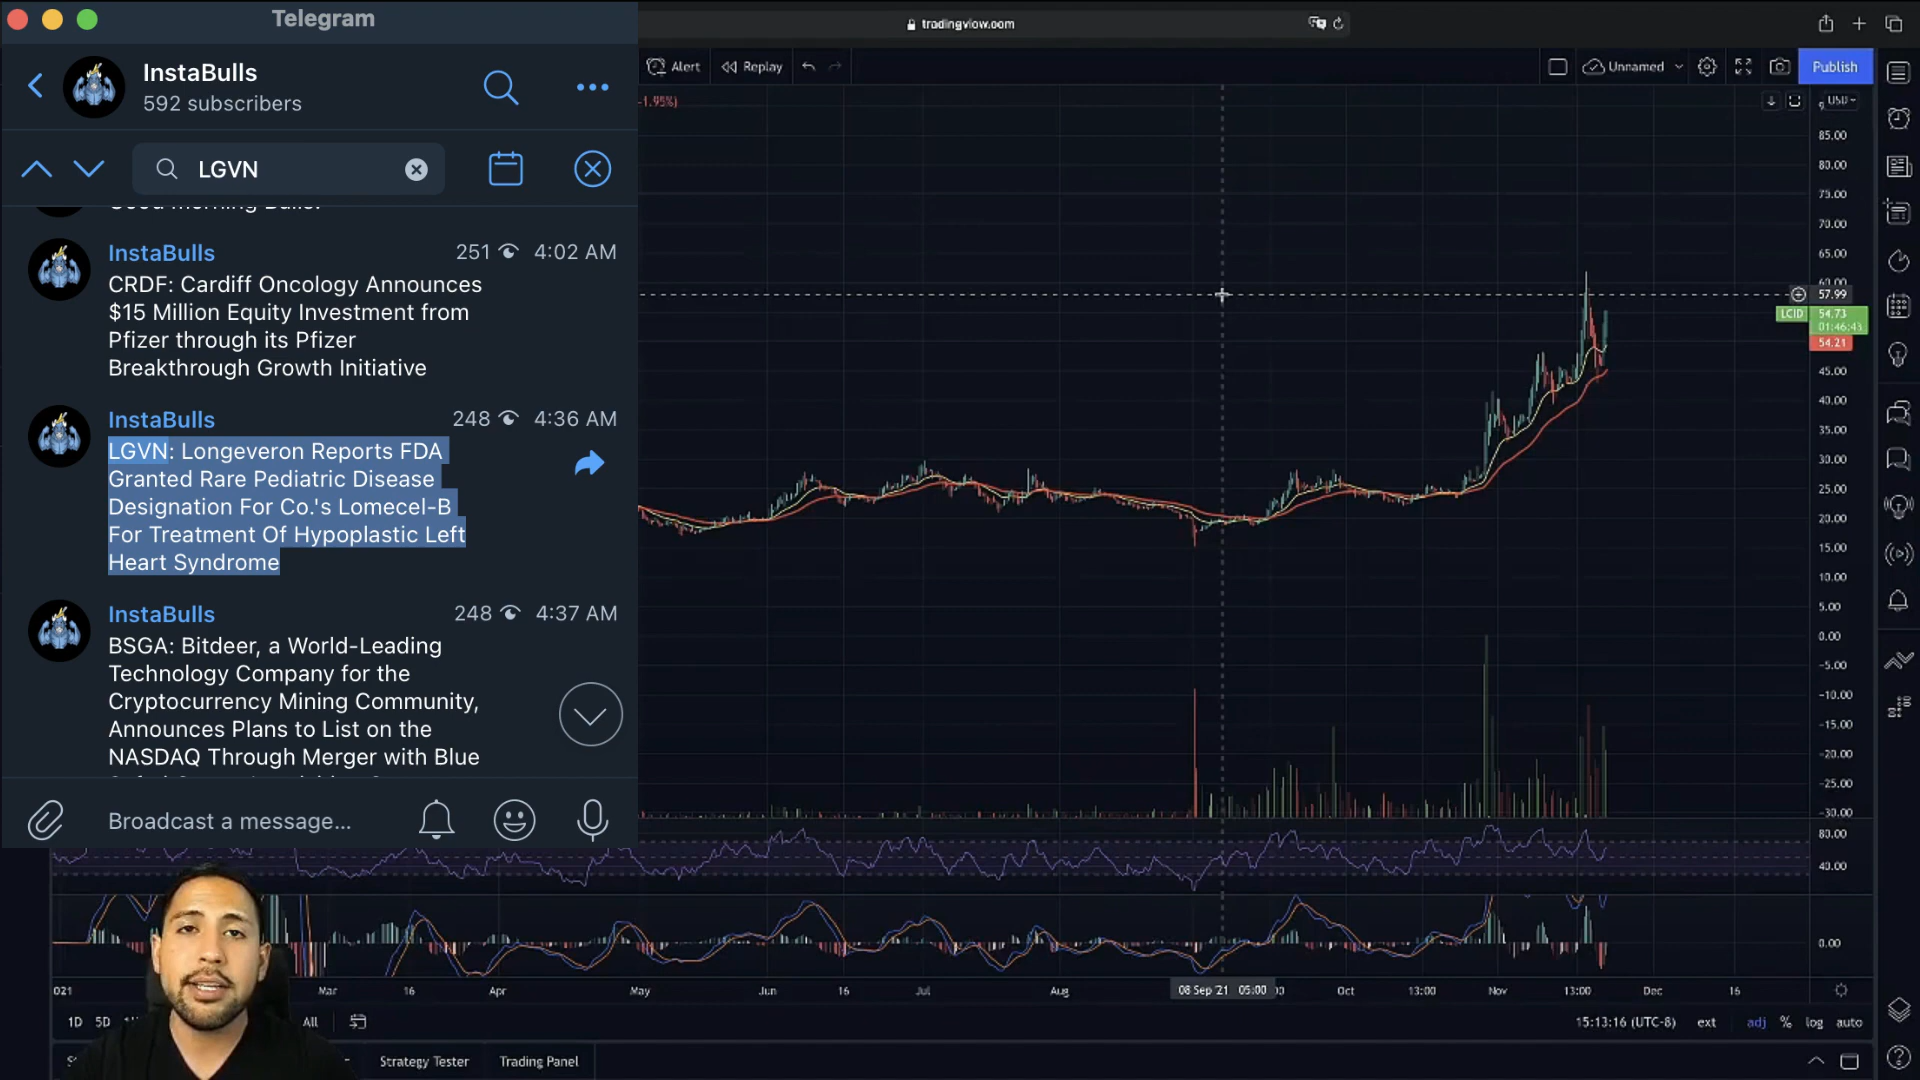 Telegram
tradingview.com
InstaBulls
592 subscribers
LGVN
Alert
Replay
Unnamed
Publish
-1.95%)
InstaBulls
251
4:02 AM
CRDF: Cardiff Oncology Announces
$15 Million Equity Investment from
Pfizer through its Pfizer
Breakthrough Growth Initiative
InstaBulls
248
4:36 AM
LGVN: Longeveron Reports FDA
Granted Rare Pediatric Disease
Designation For Co.'s Lomecel-B
For Treatment Of Hypoplastic Left
Heart Syndrome
InstaBulls
248
4:37 AM
BSGA: Bitdeer, a World-Leading
Technology Company for the
Cryptocurrency Mining Community,
Announces Plans to List on the
NASDAQ Through Merger with Blue
Broadcast a message...
USD
85.00
80.00
75.00
70.00
65.00
60.00
57.99
LCID
54.73
01:46:43
54.21
45.00
40.00
35.00
30.00
25.00
20.00
15.00
10.00
5.00
0.00
-5.00
-10.00
-15.00
-20.00
-25.00
-30.00
80.00
40.00
0.00
021
Mar
16
Apr
May
Jun
16
Jul
Aug
08 Sep '21 05:00
Oct
13:00
Nov
13:00
Dec
16
1D
5D
All
15:13:16 (UTC-8)
ext
adj
%
log
auto
Strategy Tester
Trading Panel